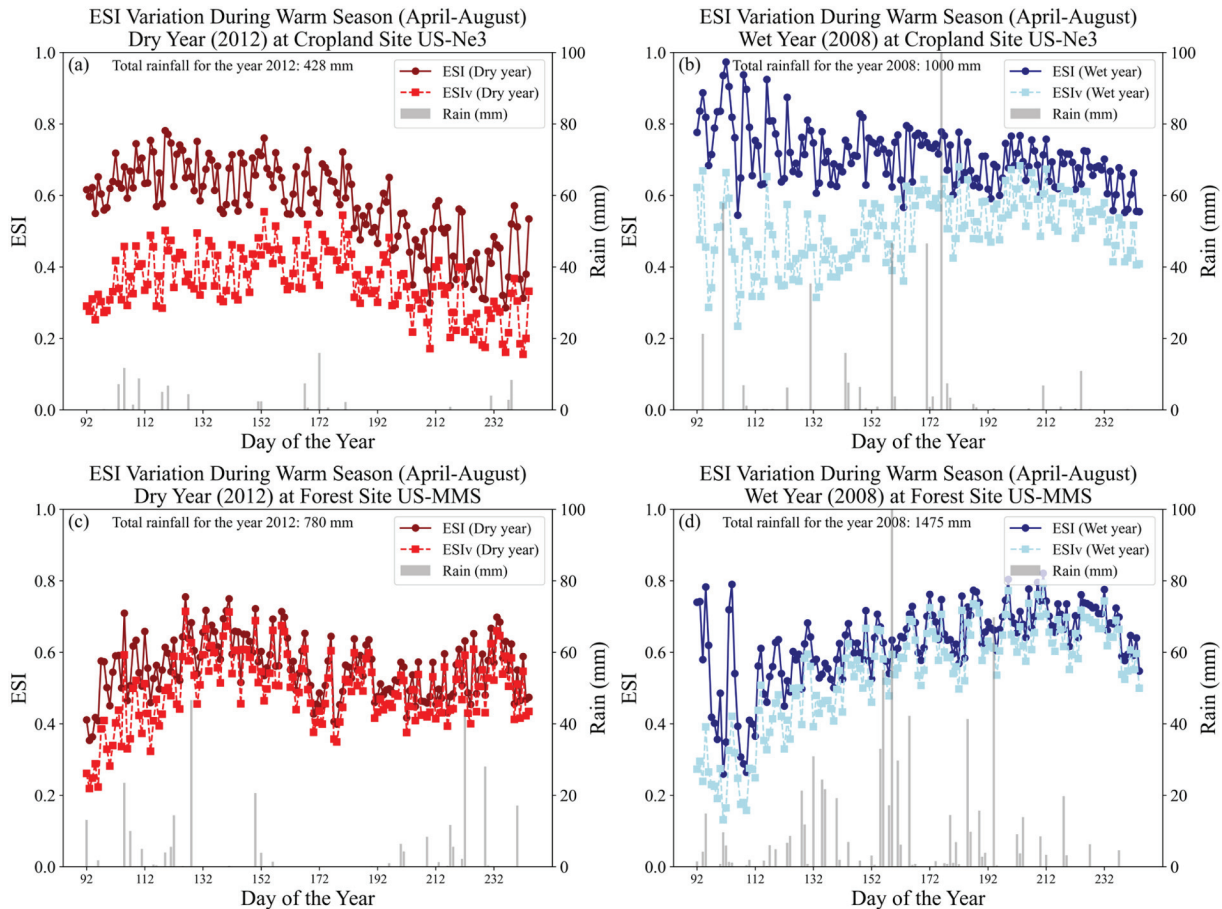 ESI Variation During Warm Season (April-August)
Dry Year (2012) at Cropland Site US-Ne3
(a)
Total rainfall for the year 2012: 428 mm
ESI (Dry year)
ESIv (Dry year)
Rain (mm)
1.0
0.8
0.6
0.4
0.2
0.0
ESI
100
80
60
40
20
0
Rain (mm)
92 112 132 152 172 192 212 232
Day of the Year
ESI Variation During Warm Season (April-August)
Wet Year (2008) at Cropland Site US-Ne3
(b)
Total rainfall for the year 2008: 1000 mm
ESI (Wet year)
ESIv (Wet year)
Rain (mm)
1.0
0.8
0.6
0.4
0.2
0.0
ESI
100
80
60
40
20
0
Rain (mm)
92 112 132 152 172 192 212 232
Day of the Year
ESI Variation During Warm Season (April-August)
Dry Year (2012) at Forest Site US-MMS
(c)
Total rainfall for the year 2012: 780 mm
ESI (Dry year)
ESIv (Dry year)
Rain (mm)
1.0
0.8
0.6
0.4
0.2
0.0
ESI
100
80
60
40
20
0
Rain (mm)
92 112 132 152 172 192 212 232
Day of the Year
ESI Variation During Warm Season (April-August)
Wet Year (2008) at Forest Site US-MMS
(d)
Total rainfall for the year 2008: 1475 mm
ESI (Wet year)
ESIv (Wet year)
Rain (mm)
1.0
0.8
0.6
0.4
0.2
0.0
ESI
100
80
60
40
20
0
Rain (mm)
92 112 132 152 172 192 212 232
Day of the Year